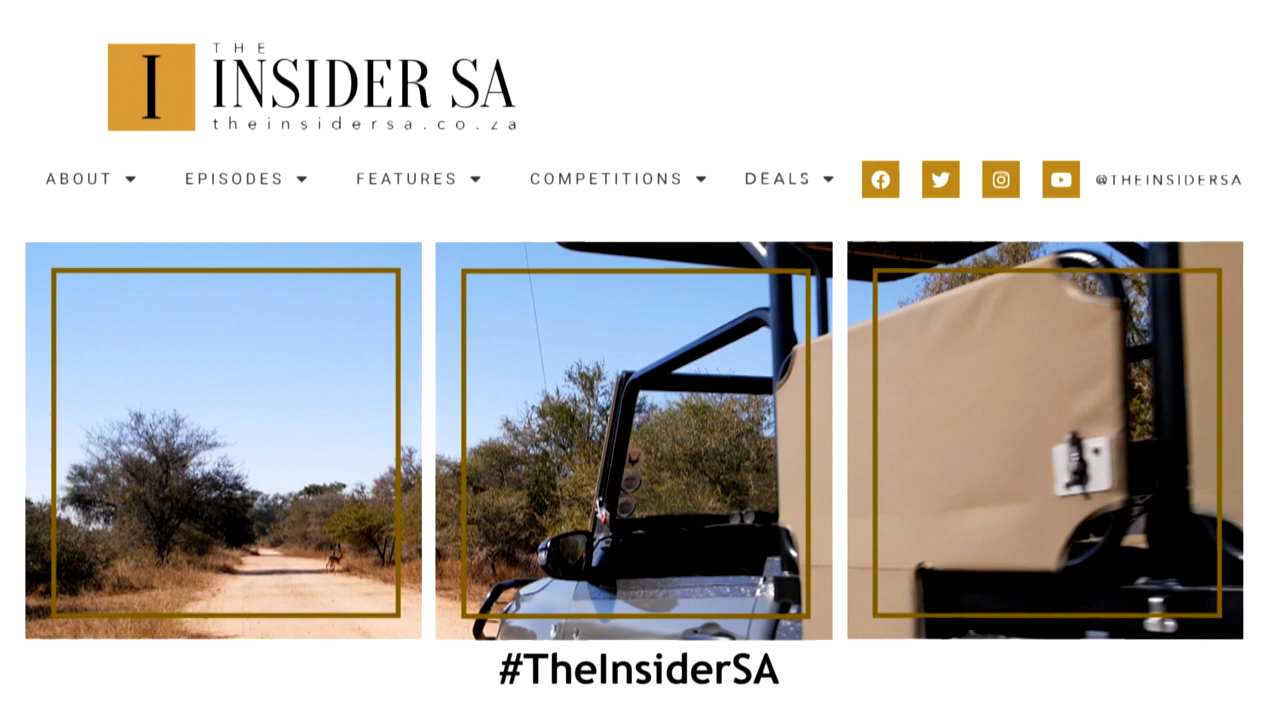 I
THE
INSIDER SA
theinsidersa.co.za
ABOUT EPISODES FEATURES COMPETITIONS DEALS @THEINSIDERSA
#TheInsiderSA